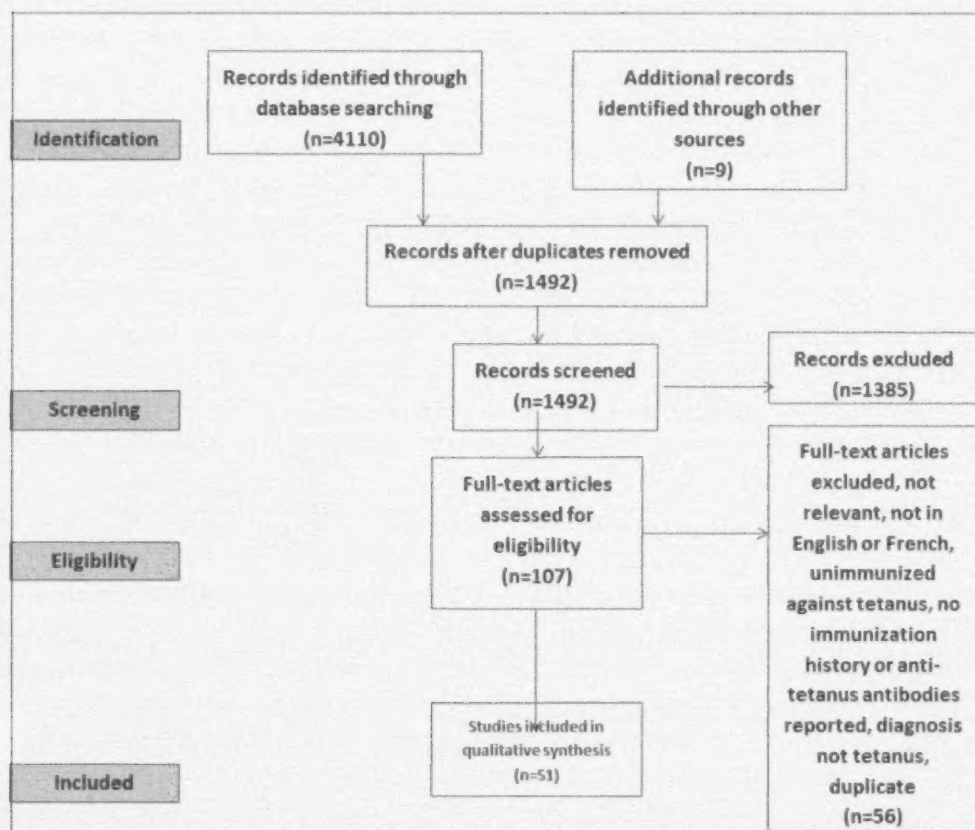 Records identified through
database searching
(n=4110)
Additional records
identified through other
sources
(n=9)
Identification
Records after duplicates removed
(n=1492)
Records screened
(n=1492)
Records excluded
(n=1385)
Screening
Full-text articles
assessed for
eligibility
(n=107)
Full-text articles
excluded, not
relevant, not in
English or French,
unimmunized
against tetanus, no
immunization
history or anti-
tetanus antibodies
reported, diagnosis
not tetanus,
duplicate
(n=56)
Eligibility
Studies included in
qualitative synthesis
(n=51)
Included